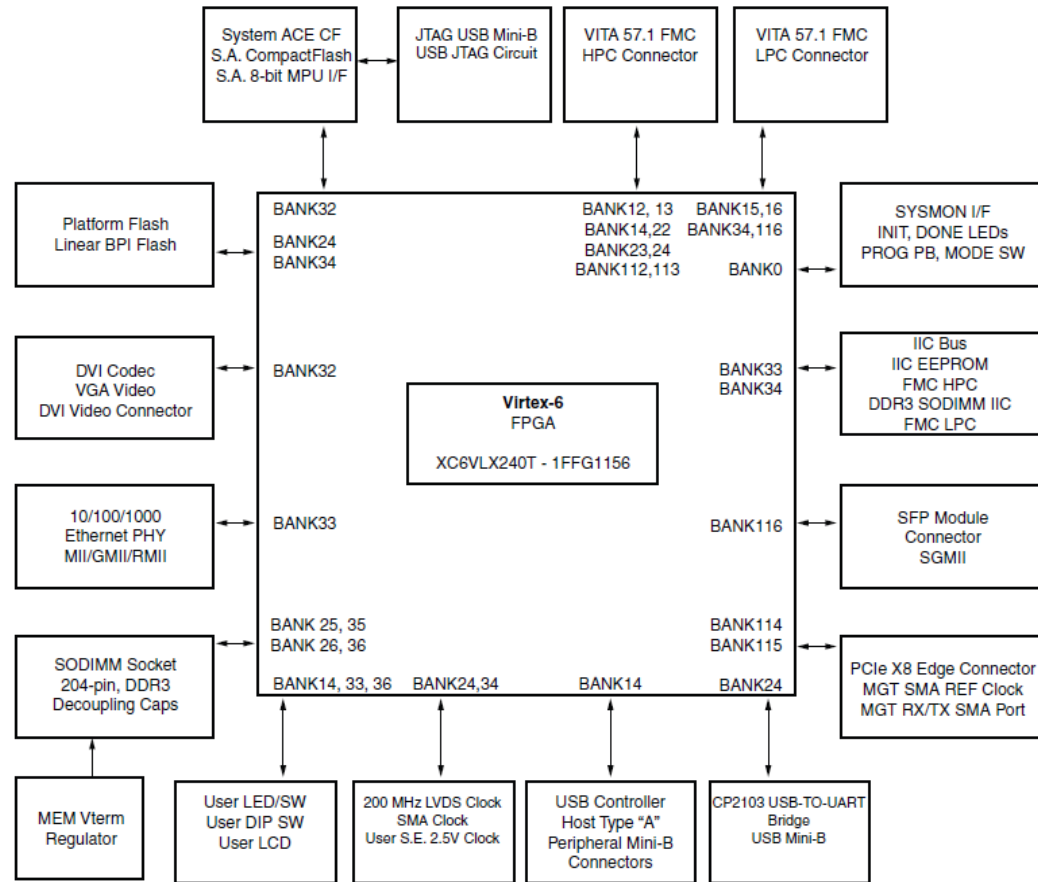 System ACE CF
S.A. CompactFlash
S.A. 8-bit MPU I/F
JTAG USB Mini-B
USB JTAG Circuit
VITA 57.1 FMC
HPC Connector
VITA 57.1 FMC
LPC Connector
Platform Flash
Linear BPI Flash
BANK32
BANK24
BANK34
BANK12, 13
BANK14,22
BANK23,24
BANK112,113
BANK15,16
BANK34,116
BANK0
SYSMON I/F
INIT, DONE LEDs
PROG PB, MODE SW
DVI Codec
VGA Video
DVI Video Connector
BANK32
Virtex-6
FPGA
XC6VLX240T - 1FFG1156
BANK33
BANK34
IIC Bus
IIC EEPROM
FMC HPC
DDR3 SODIMM IIC
FMC LPC
10/100/1000
Ethernet PHY
MII/GMII/RMII
BANK33
BANK116
SFP Module
Connector
SGMII
SODIMM Socket
204-pin, DDR3
Decoupling Caps
BANK 25, 35
BANK 26, 36
BANK114
BANK115
BANK14, 33, 36
BANK24,34
BANK14
BANK24
PCIe X8 Edge Connector
MGT SMA REF Clock
MGT RX/TX SMA Port
MEM Vterm
Regulator
User LED/SW
User DIP SW
User LCD
200 MHz LVDS Clock
SMA Clock
User S.E. 2.5V Clock
USB Controller
Host Type “A”
Peripheral Mini-B
Connectors
CP2103 USB-TO-UART
Bridge
USB Mini-B